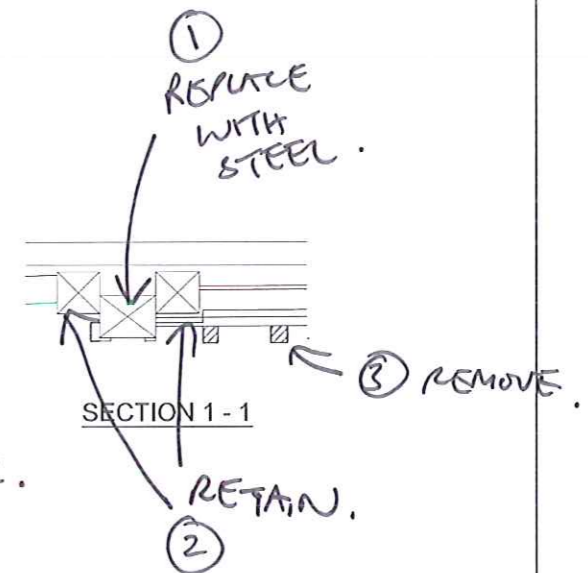 1
REPLACE
WITH
STEEL.
3 REMOVE.
SECTION 1 - 1
RETAIN.
2